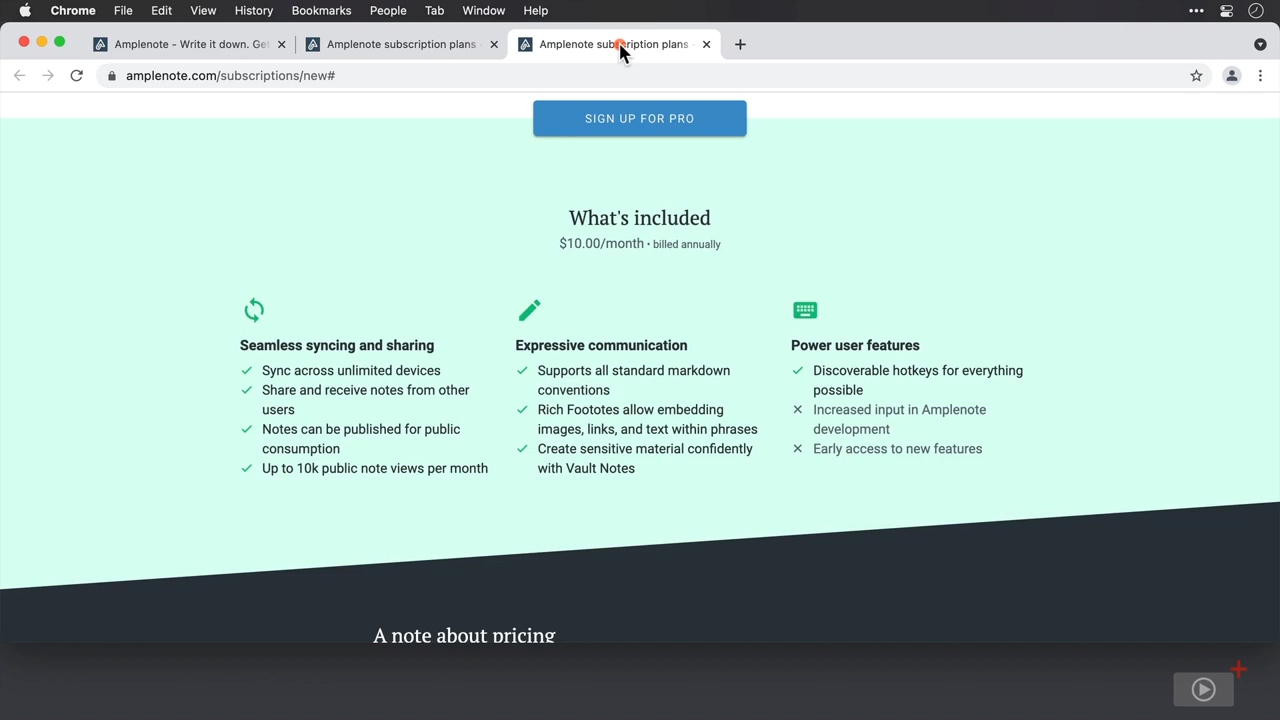 Chrome File Edit View History Bookmarks People Tab Window Help
Amplenote - Write it down. Get
Amplenote subscription plans -
Amplenote subscription plans -
amplenote.com/subscriptions/new#
SIGN UP FOR PRO
What's included
$10.00/month • billed annually
Seamless syncing and sharing
Sync across unlimited devices
Share and receive notes from other
users
Notes can be published for public
consumption
Up to 10k public note views per month
Expressive communication
Supports all standard markdown
conventions
Rich Foototes allow embedding
images, links, and text within phrases
Create sensitive material confidently
with Vault Notes
Power user features
Discoverable hotkeys for everything
possible
Increased input in Amplenote
development
Early access to new features
A note about pricing